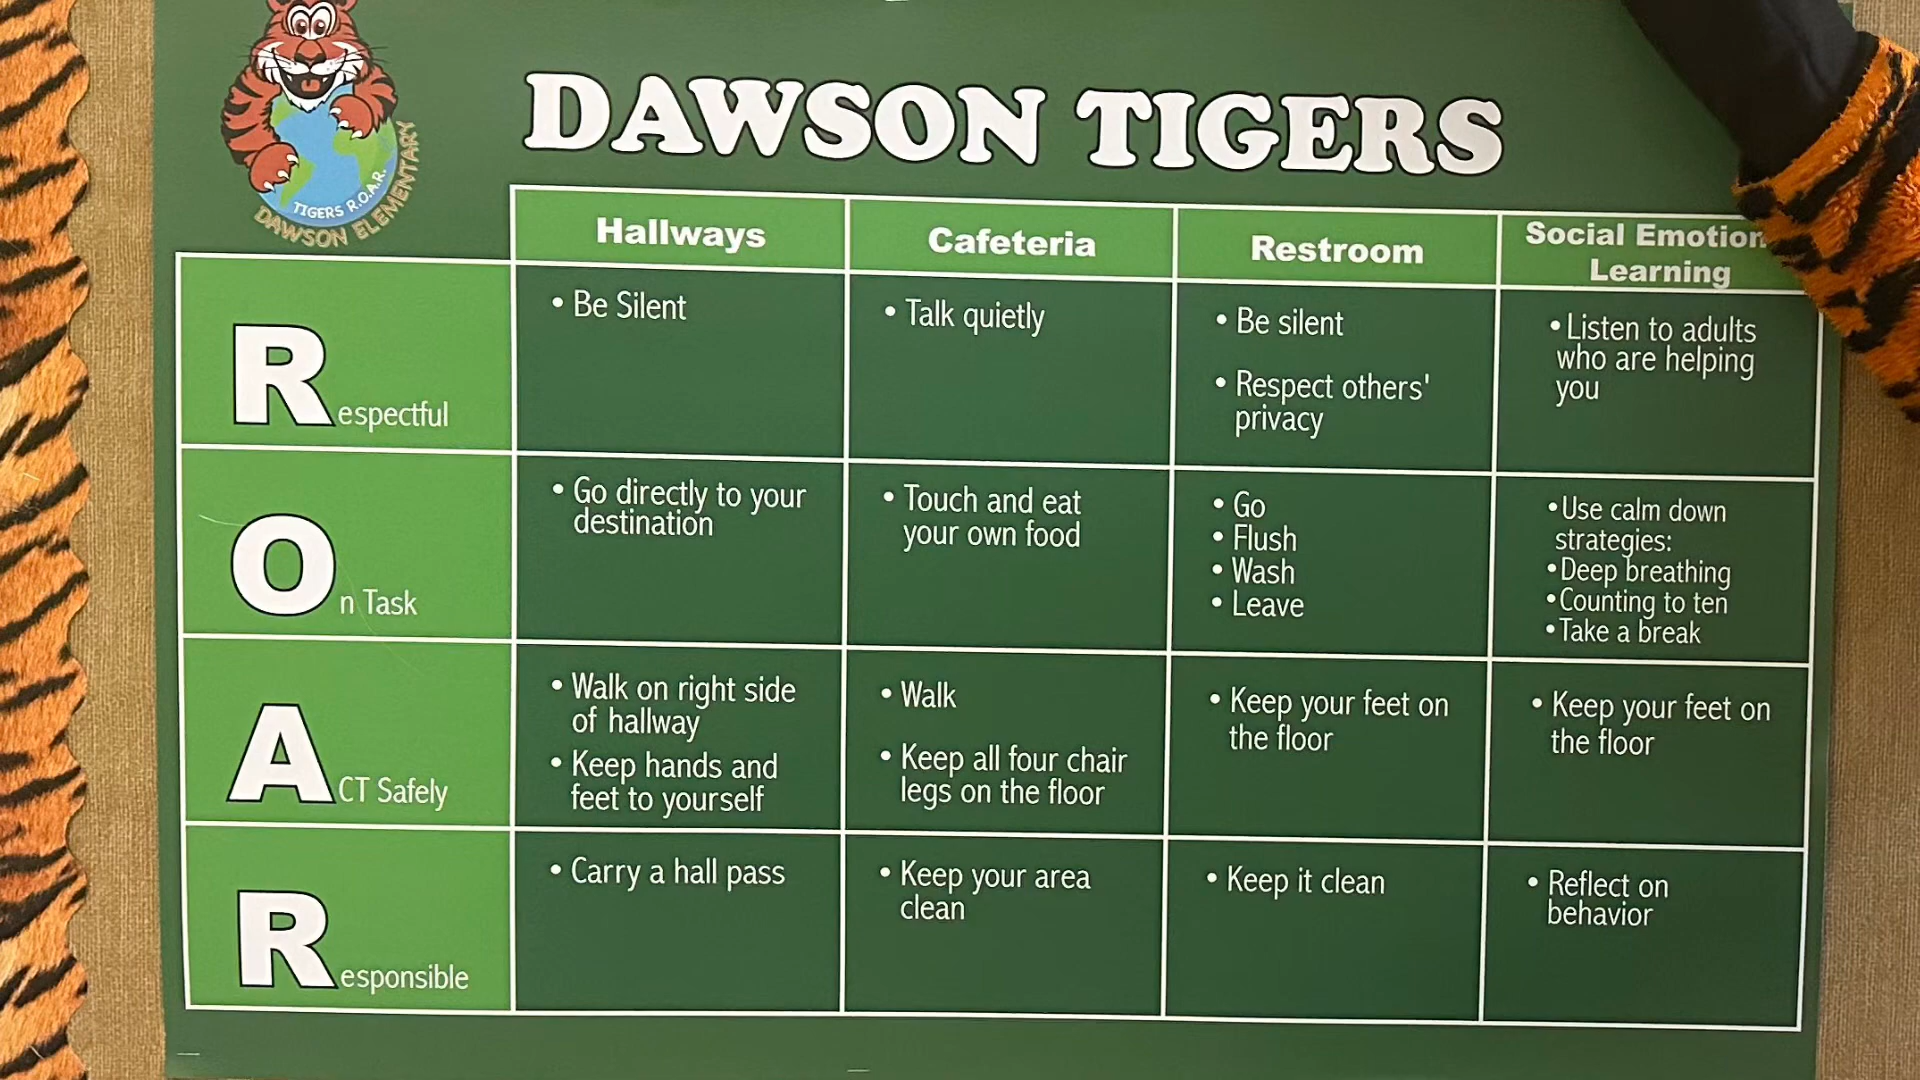 DAWSON TIGERS
TIGERS R.O.A.R.
DAWSON ELEMENTARY
Hallways
Cafeteria
Restroom
Social Emotion
Learning
Respectful
• Be Silent
• Talk quietly
• Be silent
• Respect others'
privacy
• Listen to adults
who are helping
you
On Task
• Go directly to your
destination
• Touch and eat
your own food
• Go
• Flush
• Wash
• Leave
• Use calm down
strategies:
• Deep breathing
• Counting to ten
• Take a break
ACT Safely
• Walk on right side
of hallway
• Keep hands and
feet to yourself
• Walk
• Keep all four chair
legs on the floor
• Keep your feet on
the floor
• Keep your feet on
the floor
Responsible
• Carry a hall pass
• Keep your area
clean
• Keep it clean
• Reflect on
behavior